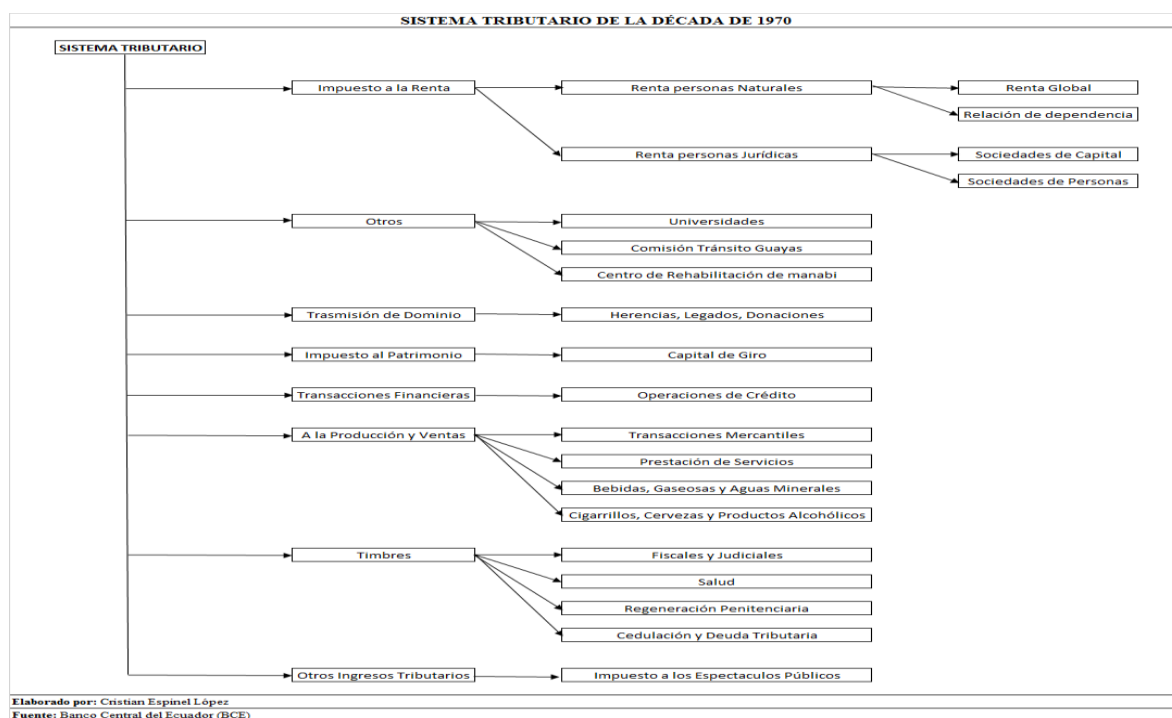 SISTEMA TRIBUTARIO DE LA DÉCADA DE 1970
SISTEMA TRIBUTARIO
Impuesto a la Renta
Renta personas Naturales
Renta Global
Relación de dependencia
Renta personas Jurídicas
Sociedades de Capital
Sociedades de Personas
Otros
Universidades
Comisión Tránsito Guayas
Centro de Rehabilitación de manabi
Trasmisión de Dominio
Herencias, Legados, Donaciones
Impuesto al Patrimonio
Capital de Giro
Transacciones Financieras
Operaciones de Crédito
A la Producción y Ventas
Transacciones Mercantiles
Prestación de Servicios
Bebidas, Gaseosas y Aguas Minerales
Cigarrillos, Cervezas y Productos Alcohólicos
Timbres
Fiscales y Judiciales
Salud
Regeneración Penitenciaria
Cedulación y Deuda Tributaria
Otros Ingresos Tributarios
Impuesto a los Espectaculos Públicos
Elaborado por: Cristian Espinel López
Fuente: Banco Central del Ecuador (BCE)